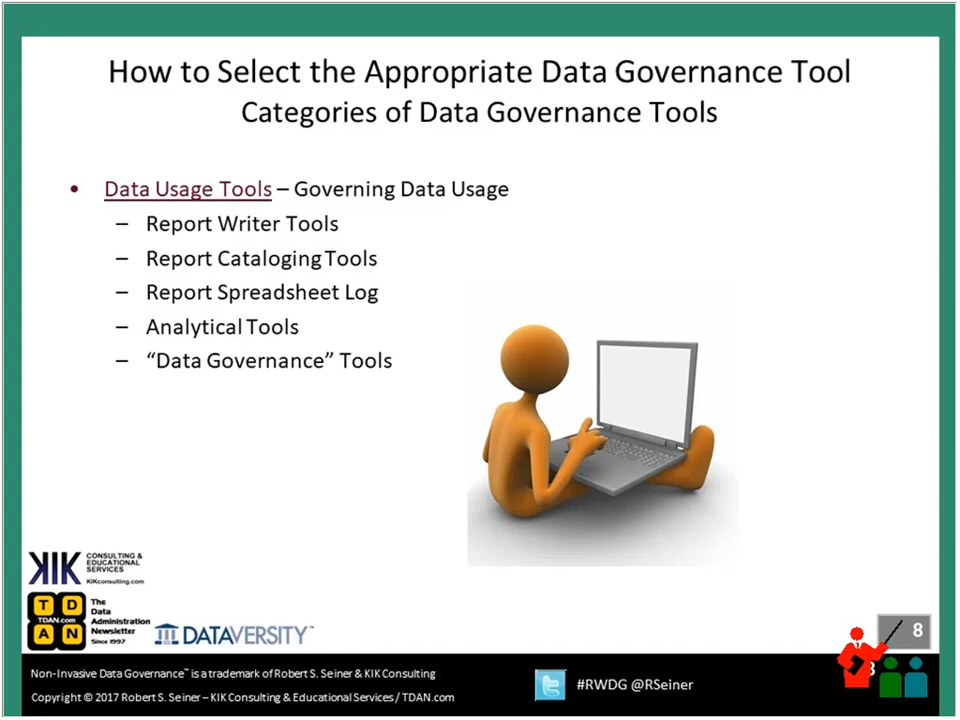 How to Select the Appropriate Data Governance Tool
Categories of Data Governance Tools
• Data Usage Tools – Governing Data Usage
– Report Writer Tools
– Report Cataloging Tools
– Report Spreadsheet Log
– Analytical Tools
– “Data Governance” Tools
KIK CONSULTING &
EDUCATIONAL
SERVICES
KIKconsulting.com
T D
TDAN.com
A N
The
Data
Administration
Newsletter
Since 1997
DATAVERSITY™
8
Non-Invasive Data Governance™ is a trademark of Robert S. Seiner & KIK Consulting
Copyright © 2017 Robert S. Seiner – KIK Consulting & Educational Services / TDAN.com
#RWDG @RSeiner